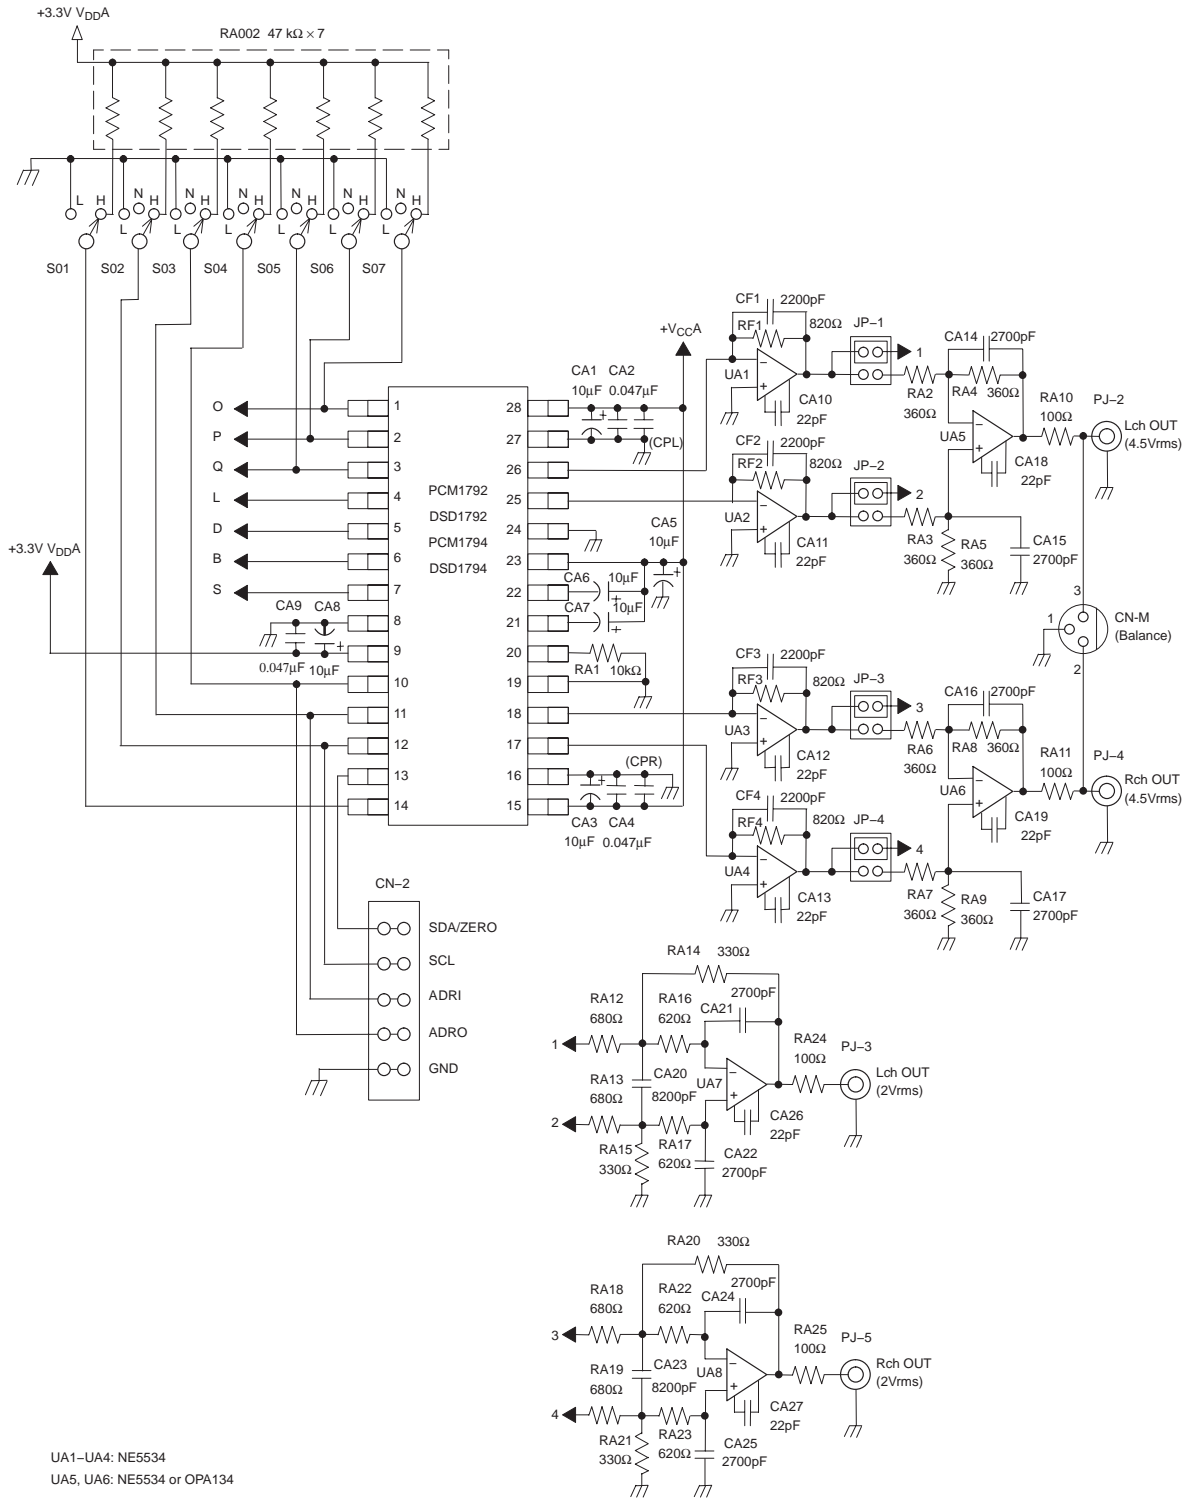 +3.3V VDDA
RA002 47 kΩ × 7
L H L N H L N H L N H L N H L N H L N H
S01 S02 S03 S04 S05 S06 S07
O
P
Q
L
D
B
S
+3.3V VDDA
CA9 CA8
0.047μF 10μF
1
2
3
4
5
6
7
8
9
10
11
12
13
14
PCM1792
DSD1792
PCM1794
DSD1794
28
27
26
25
24
23
22
21
20
19
18
17
16
15
+VCCA
CA1 CA2
10μF 0.047μF
(CPL)
CA5
10μF
CA6 10μF
CA7 10μF
RA1 10kΩ
(CPR)
CA3 CA4
10μF 0.047μF
CF1 2200pF
RF1 820Ω
UA1
CA10
22pF
JP−1
1
RA2
360Ω
CA14 2700pF
RA4 360Ω
UA5
CA18
22pF
RA10
100Ω
PJ−2
Lch OUT
(4.5Vrms)
CF2 2200pF
RF2 820Ω
UA2
CA11
22pF
JP−2
2
RA3
360Ω
RA5
360Ω
CA15
2700pF
3
1
2
CN-M
(Balance)
CF3 2200pF
RF3 820Ω
UA3
CA12
22pF
JP−3
3
RA6
360Ω
CA16 2700pF
RA8 360Ω
UA6
CA19
22pF
RA11
100Ω
PJ−4
Rch OUT
(4.5Vrms)
CF4 2200pF
RF4 820Ω
UA4
CA13
22pF
JP−4
4
RA7
360Ω
RA9
360Ω
CA17
2700pF
CN−2
SDA/ZERO
SCL
ADRI
ADRO
GND
RA14 330Ω
2700pF
CA21
RA12
680Ω
RA16
620Ω
1
RA13
680Ω
CA20
8200pF
UA7
2
RA15
330Ω
RA17
620Ω
CA22
2700pF
CA26
22pF
RA24
100Ω
PJ−3
Lch OUT
(2Vrms)
RA20 330Ω
2700pF
CA24
RA18
680Ω
RA22
620Ω
3
RA19
680Ω
CA23
8200pF
UA8
4
RA21
330Ω
RA23
620Ω
CA25
2700pF
CA27
22pF
RA25
100Ω
PJ−5
Rch OUT
(2Vrms)
UA1−UA4: NE5534
UA5, UA6: NE5534 or OPA134